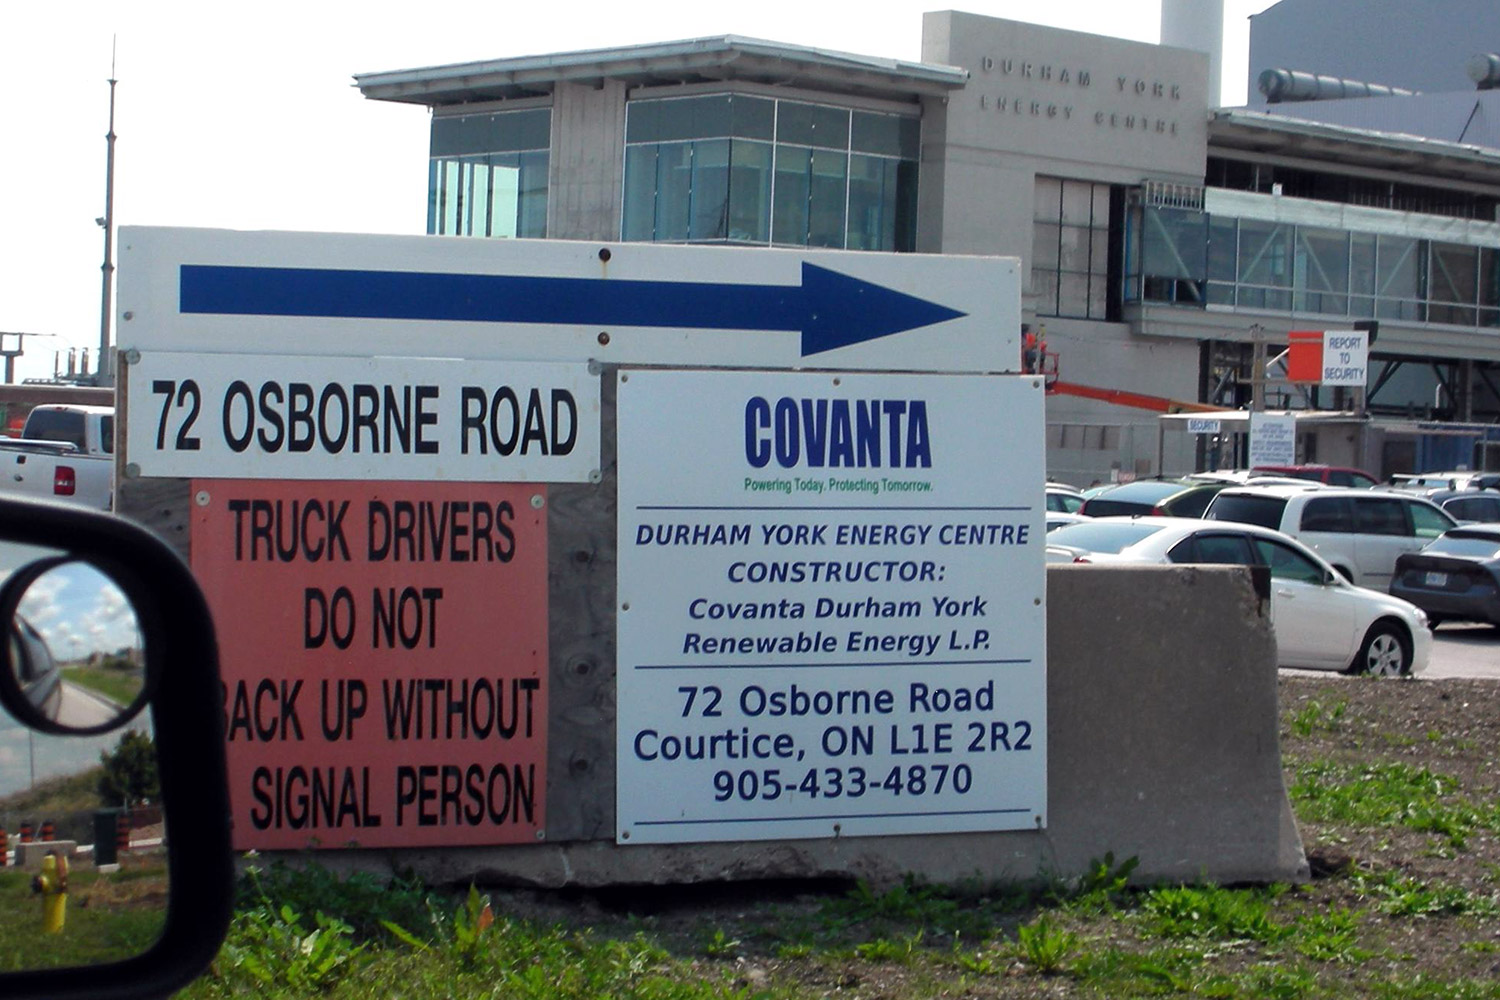 DURHAM YORK
ENERGY CENTRE
REPORT
TO
SECURITY
SECURITY
72 OSBORNE ROAD
TRUCK DRIVERS
DO NOT
BACK UP WITHOUT
SIGNAL PERSON
COVANTA
Powering Today. Protecting Tomorrow.
DURHAM YORK ENERGY CENTRE
CONSTRUCTOR:
Covanta Durham York
Renewable Energy L.P.
72 Osborne Road
Courtice, ON L1E 2R2
905-433-4870